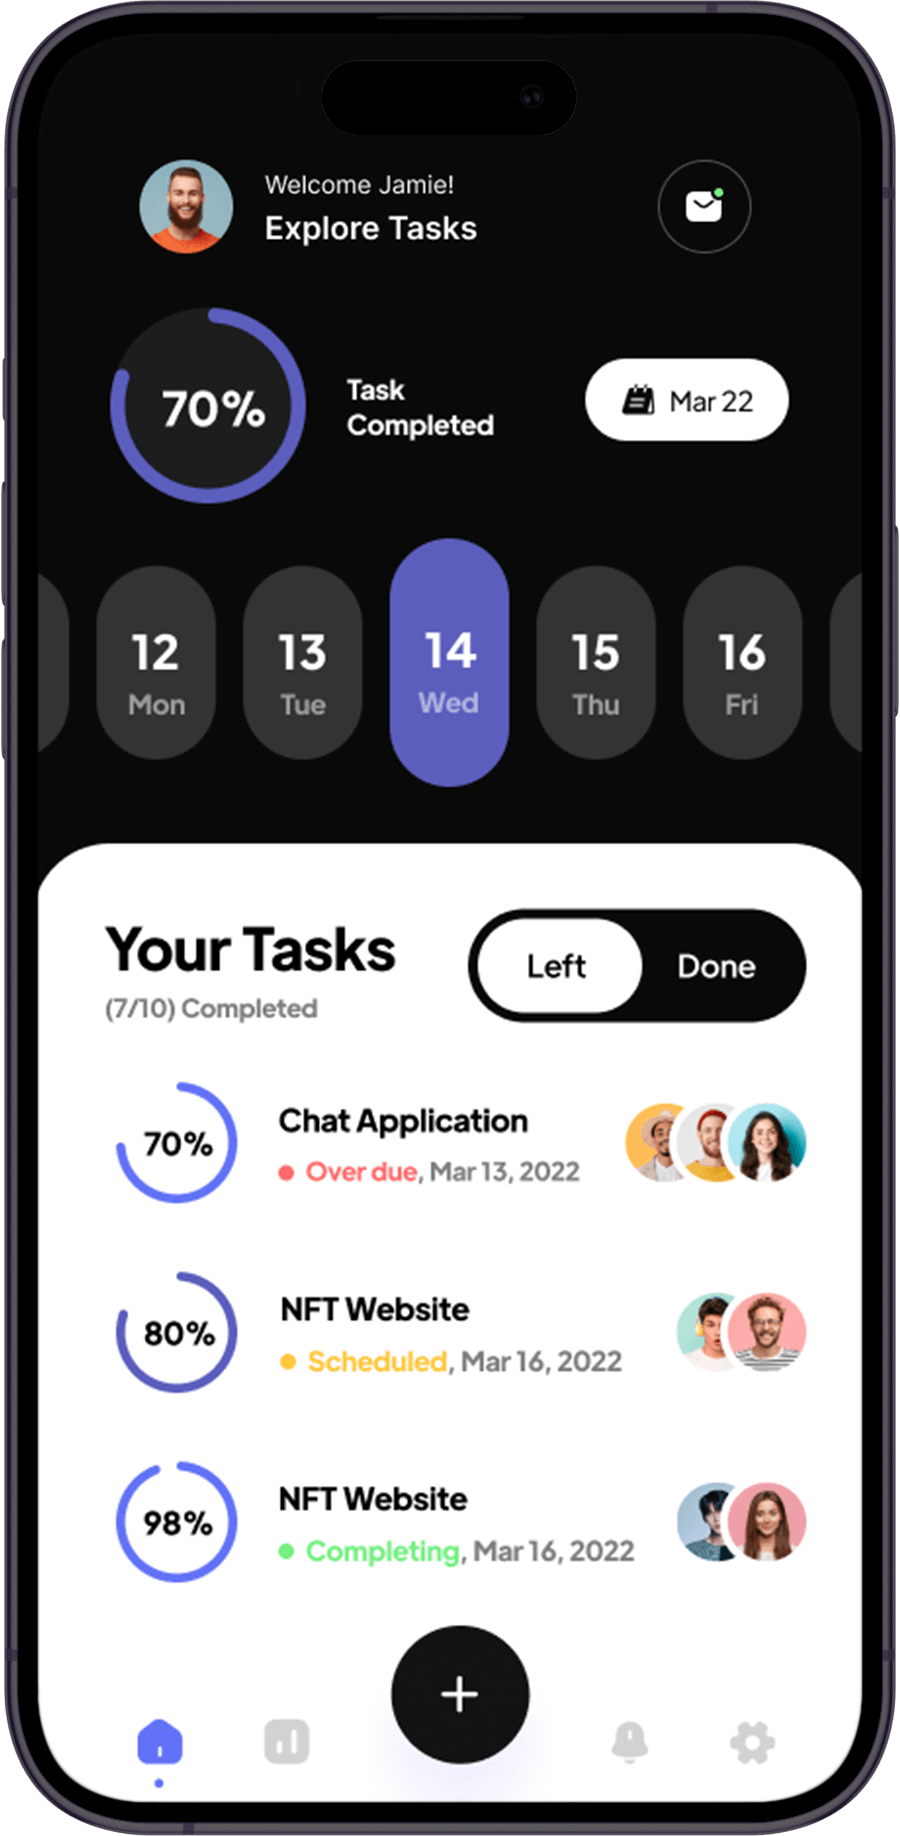 Welcome Jamie!
Explore Tasks
70%
Task
Completed
Mar 22
12
Mon
13
Tue
14
Wed
15
Thu
16
Fri
Your Tasks
(7/10) Completed
Left
Done
70%
Chat Application
Over due, Mar 13, 2022
80%
NFT Website
Scheduled, Mar 16, 2022
98%
NFT Website
Completing, Mar 16, 2022